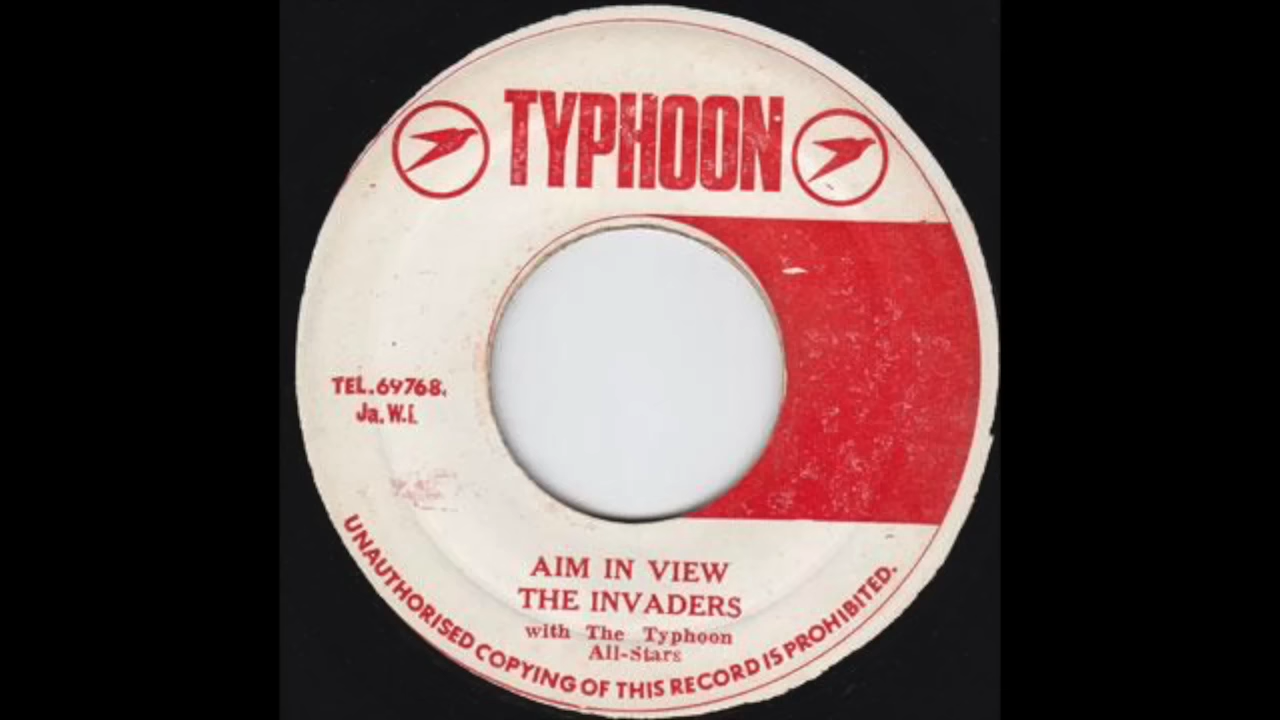 TYPHOON
TEL.69768.
Ja. W.I.
AIM IN VIEW
THE INVADERS
with The Typhoon
All-Stars
UNAUTHORISED COPYING OF THIS RECORD IS PROHIBITED.